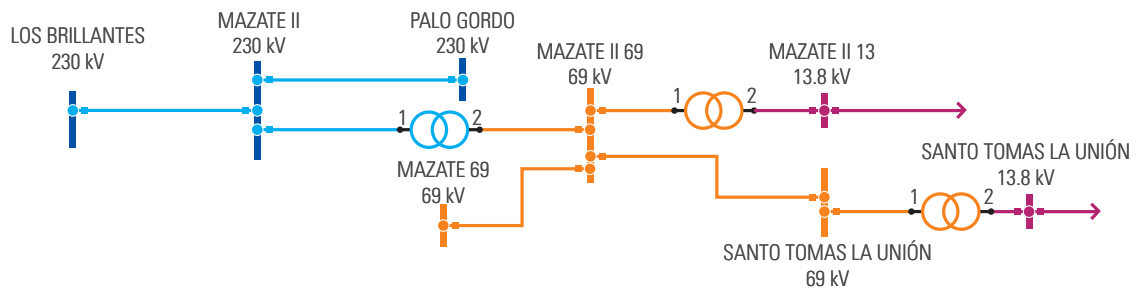 LOS BRILLANTES
230 kV
MAZATE II
230 kV
PALO GORDO
230 kV
MAZATE II 69
69 kV
MAZATE II 13
13.8 kV
1
2
1
2
MAZATE 69
69 kV
SANTO TOMAS LA UNIÓN
13.8 kV
1
2
SANTO TOMAS LA UNIÓN
69 kV